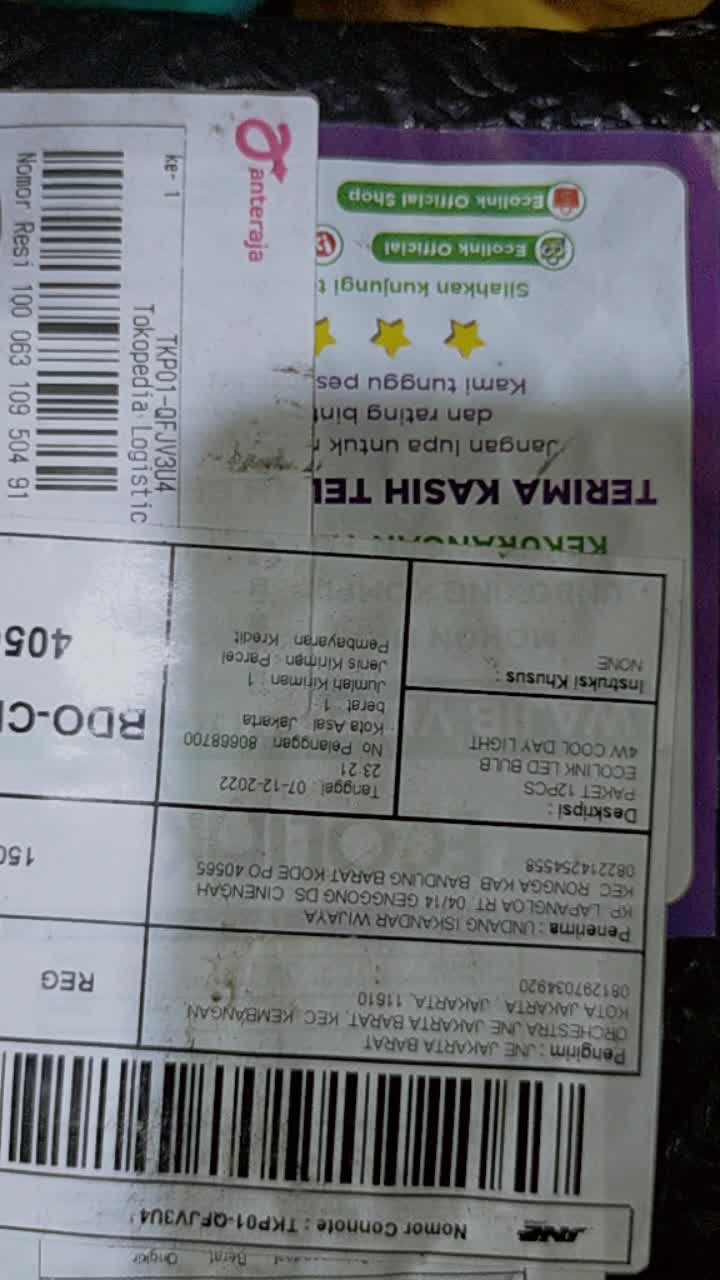 anteraja
ke- 1
TKP01-QFJV3U4
Tokopedia Logistic
Nomor Resi 100 063 109 504 91
JNE
Nomor Connote : TKP01-QFJV3U4
Berat
Ongkir
Pengirim : JNE JAKARTA BARAT
ORCHESTRA JNE JAKARTA BARAT, KEC. KEMBANGAN,
KOTA JAKARTA , JAKARTA, 11610
081297034920
REG
Penerima : UNDANG ISKANDAR WIJAYA
KP. LAPANGLOA RT. 04/14 GENGGONG DS. CINENGAH
KEC. RONGGA KAB. BANDUNG BARAT KODE PO 40565
082214254558
150
Deskripsi :
PAKET 12PCS
ECOLINK LED BULB
4W COOL DAY LIGHT
Tanggal : 07-12-2022
23:21
No. Pelanggan : 80668700
Kota Asal : Jakarta
berat : 1
Jumlah Kiriman : 1
Jenis Kiriman : Parcel
Pembayaran : Kredit
Instruksi Khusus :
NONE
BDO-C
405
KEKURANGAN
TERIMA KASIH TEL
Jangan lupa untuk
dan rating bint
Kami tunggu pes
Silahkan kunjungi t
Ecolink Official
Ecolink Official Shop